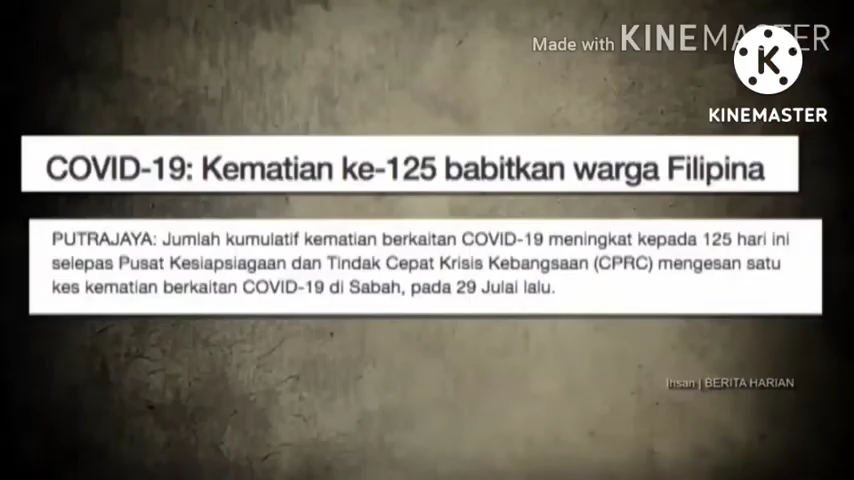 Made with KINEMASTER
KINEMASTER
COVID-19: Kematian ke-125 babitkan warga Filipina
PUTRAJAYA: Jumlah kumulatif kematian berkaitan COVID-19 meningkat kepada 125 hari ini
selepas Pusat Kesiapsiagaan dan Tindak Cepat Krisis Kebangsaan (CPRC) mengesan satu
kes kematian berkaitan COVID-19 di Sabah, pada 29 Julai lalu.
Ihsan | BERITA HARIAN